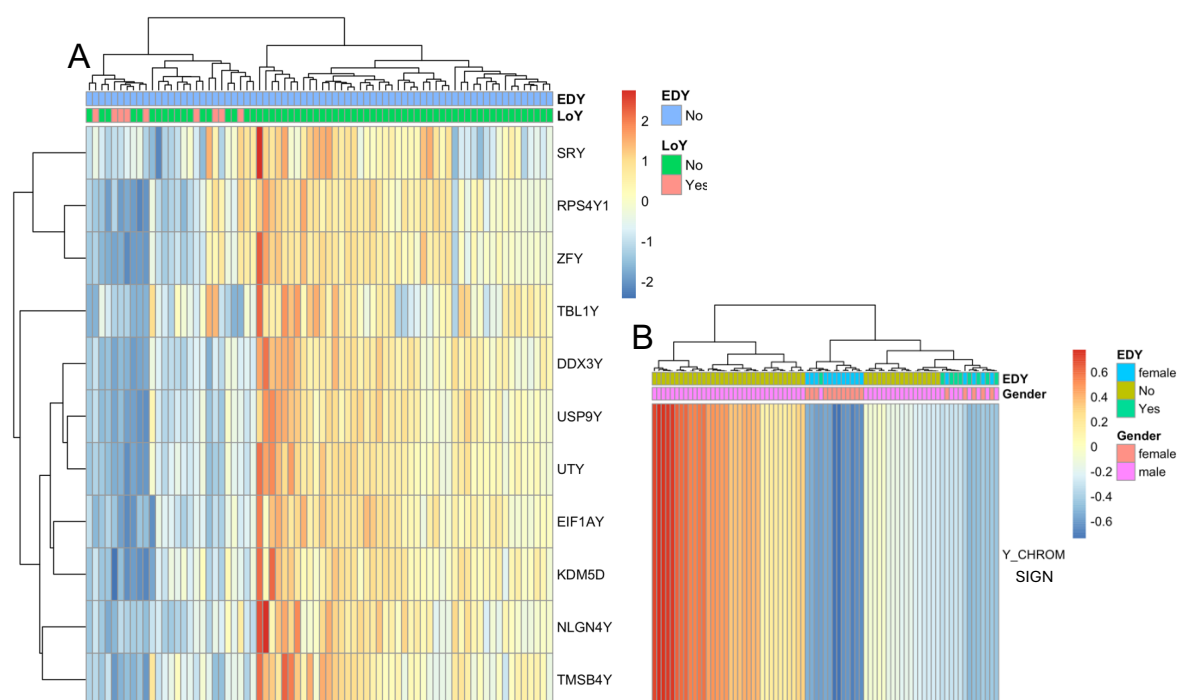 A
EDY
LoY
SRY
RPS4Y1
ZFY
TBL1Y
DDX3Y
USP9Y
UTY
EIF1AY
KDM5D
NLGN4Y
TMSB4Y
2
1
0
-1
-2
EDY
No
LoY
No
Yes
B
EDY
Gender
Y_CHROM
SIGN
0.6
0.4
0.2
0
-0.2
-0.4
-0.6
EDY
female
No
Yes
Gender
female
male